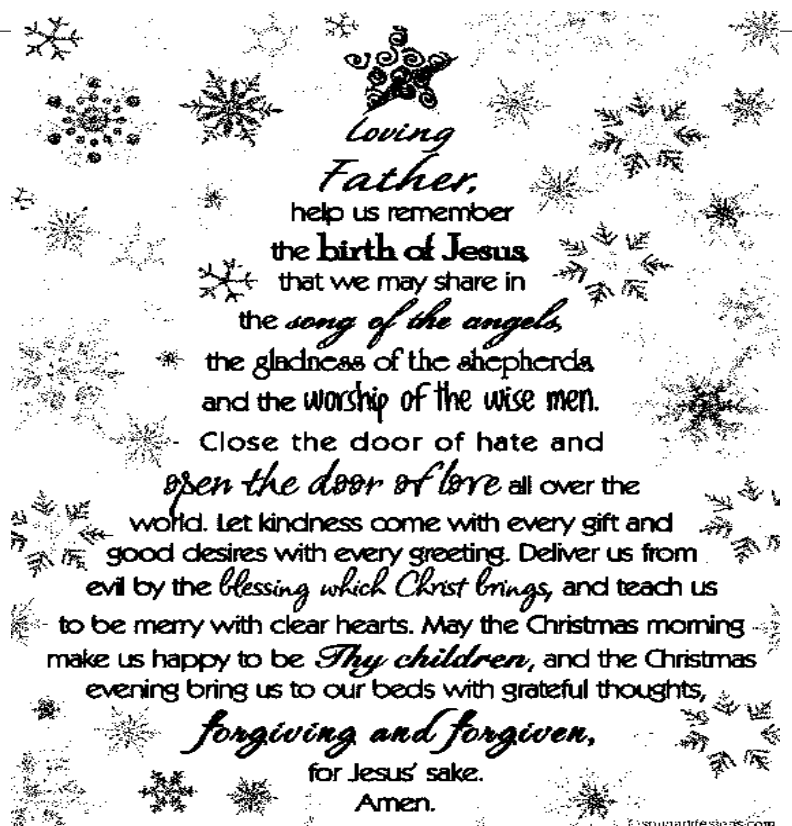 Loving
Father,
help us remember
the birth of Jesus,
that we may share in
the song of the angels,
the gladness of the shepherds
and the worship of the wise men.
Close the door of hate and
open the door of love all over the
world. Let kindness come with every gift and
good desires with every greeting. Deliver us from
evil by the blessing which Christ brings, and teach us
to be merry with clear hearts. May the Christmas morning
make us happy to be Thy children, and the Christmas
evening bring us to our beds with grateful thoughts,
forgiving and forgiven,
for Jesus' sake.
Amen.